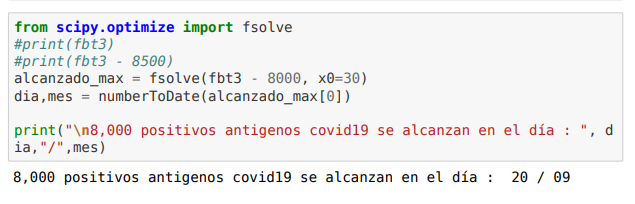 from scipy.optimize import fsolve
#print(fbt3)
#print(fbt3 - 8500)
alcanzado_max = fsolve(fbt3 - 8000, x0=30)
dia,mes = numberToDate(alcanzado_max[0])
print("\n8,000 positivos antigenos covid19 se alcanzan en el día : ", d
ia,"/",mes)
8,000 positivos antigenos covid19 se alcanzan en el día :  20 / 09